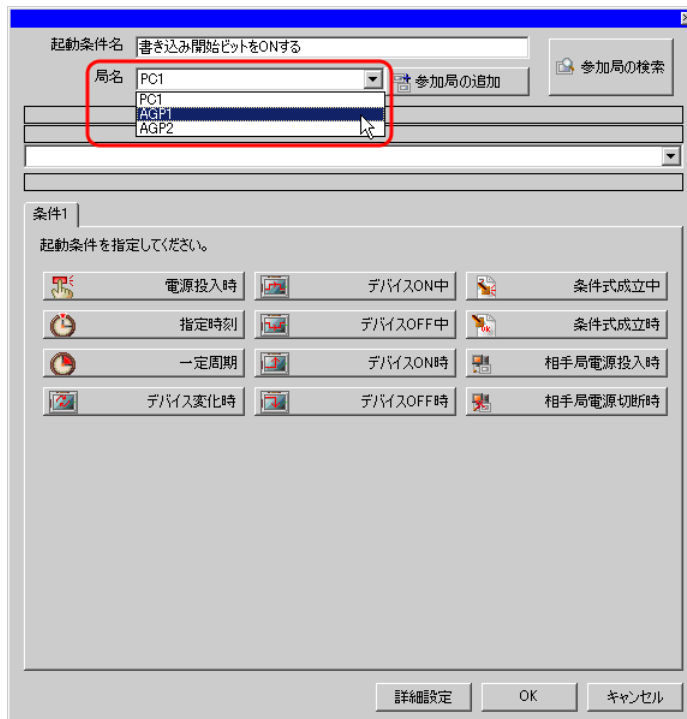 起動条件名 書き込み開始ビットをONする
参加局の検索
局名 PC1 参加局の追加
PC1
AGP1
AGP2
条件1
起動条件を指定してください。
電源投入時 デバイスON中 条件式成立中
指定時刻 デバイスOFF中 条件式成立時
一定周期 デバイスON時 相手局電源投入時
デバイス変化時 デバイスOFF時 相手局電源切断時
詳細設定 OK キャンセル